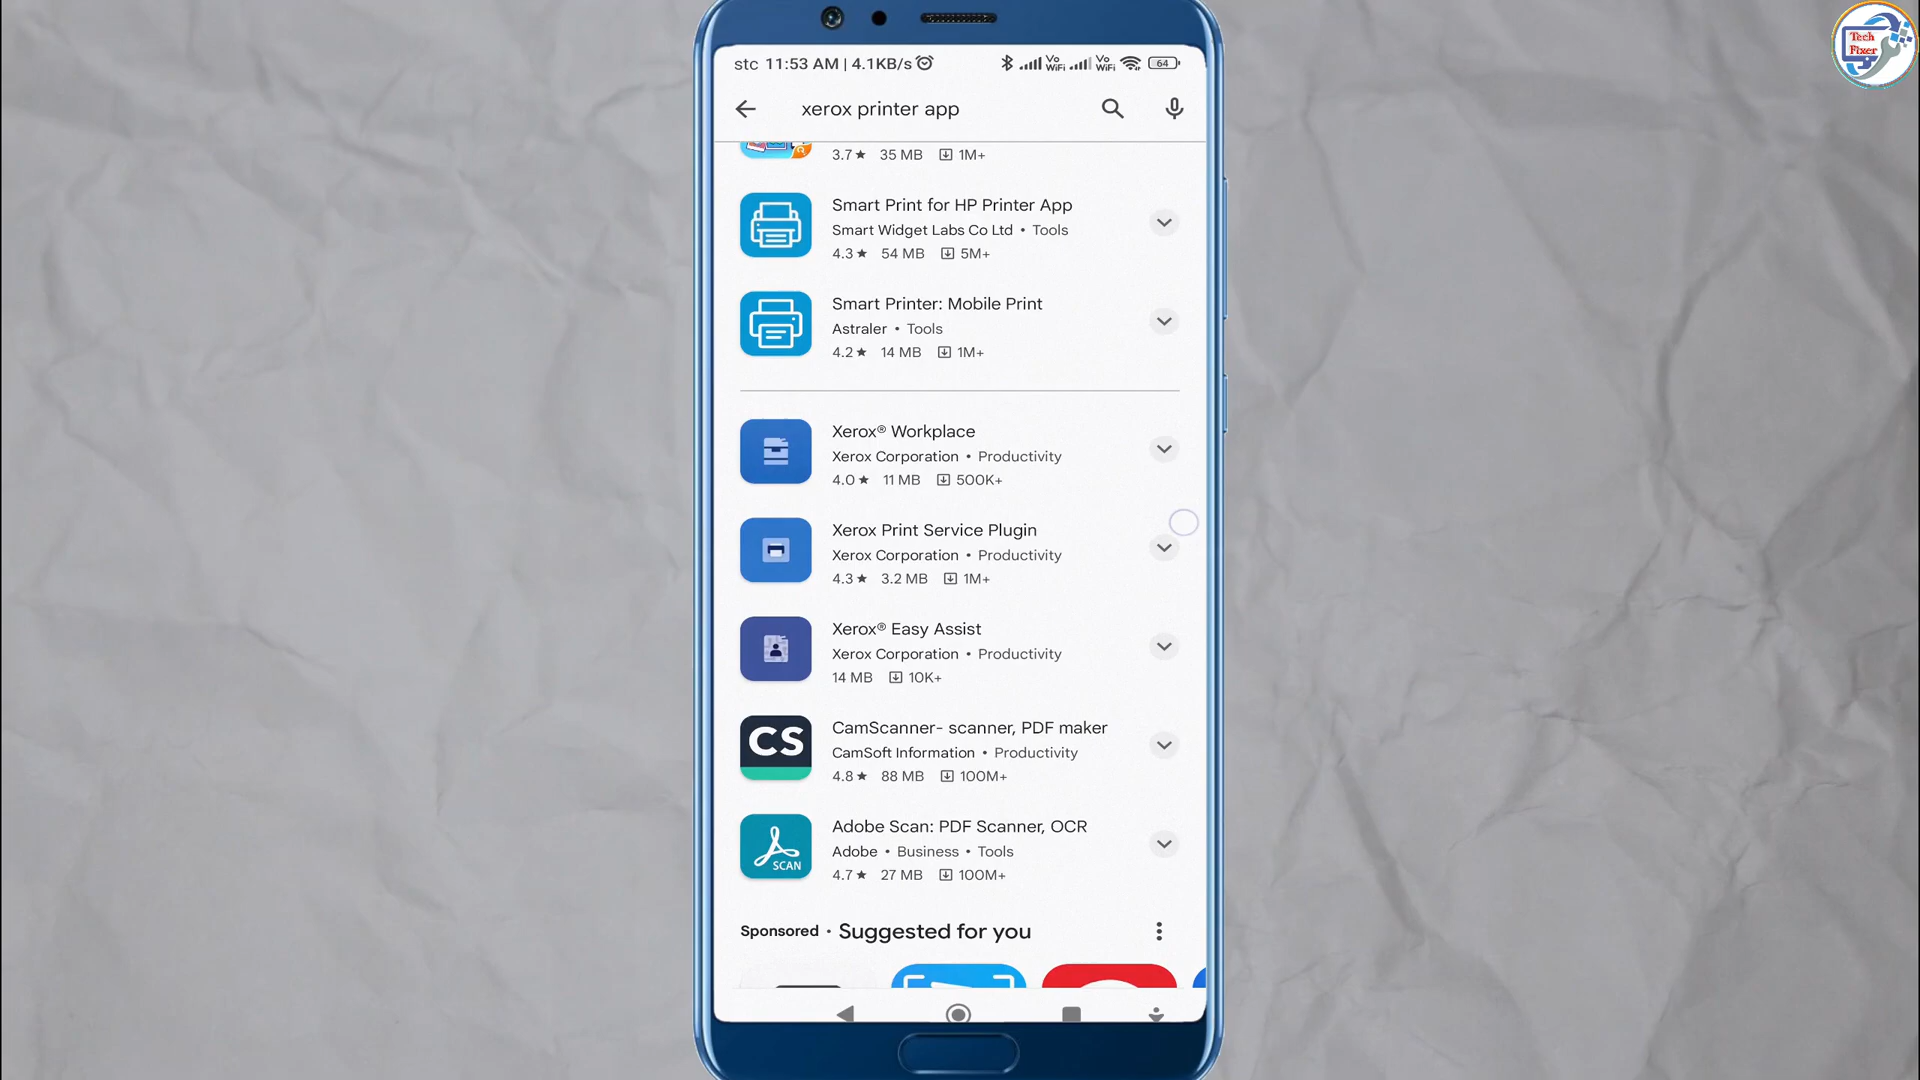 Tech
Fixer
stc 11:53 AM | 4.1KB/s
Vo WiFi
Vo WiFi
64
xerox printer app
3.7★ 35 MB 1M+
Smart Print for HP Printer App
Smart Widget Labs Co Ltd • Tools
4.3★ 54 MB 5M+
Smart Printer: Mobile Print
Astraler • Tools
4.2★ 14 MB 1M+
Xerox® Workplace
Xerox Corporation • Productivity
4.0★ 11 MB 500K+
Xerox Print Service Plugin
Xerox Corporation • Productivity
4.3★ 3.2 MB 1M+
Xerox® Easy Assist
Xerox Corporation • Productivity
14 MB 10K+
CS
CamScanner- scanner, PDF maker
CamSoft Information • Productivity
4.8★ 88 MB 100M+
SCAN
Adobe Scan: PDF Scanner, OCR
Adobe • Business • Tools
4.7★ 27 MB 100M+
Sponsored • Suggested for you